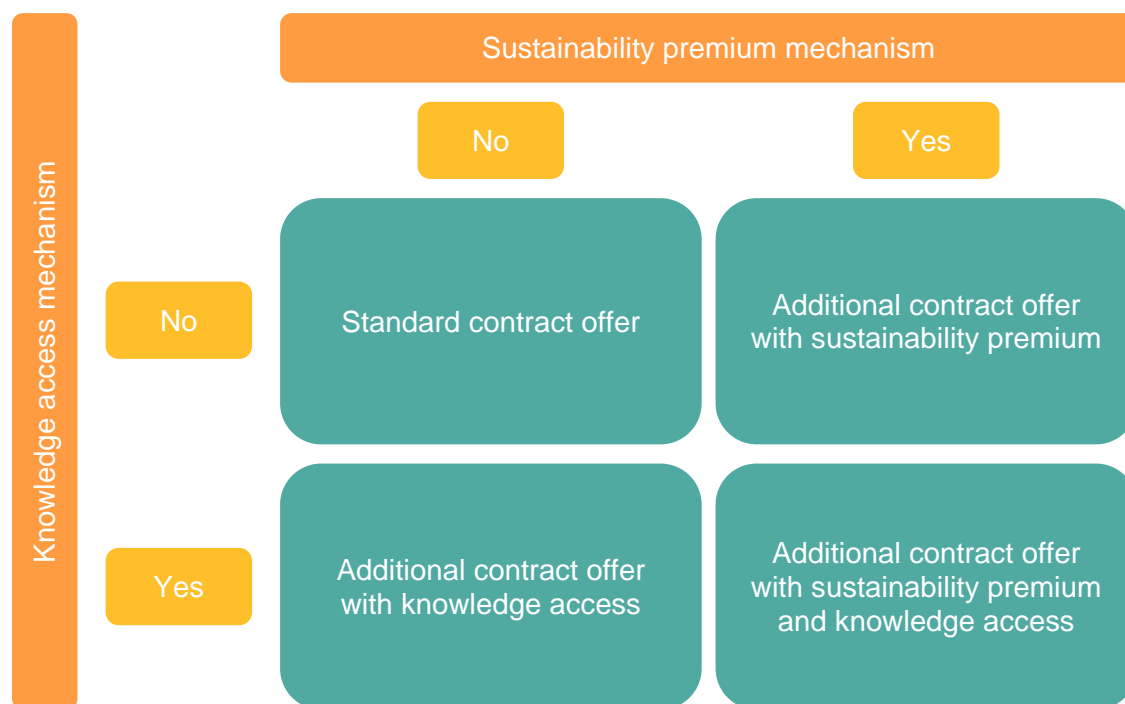 Sustainability premium mechanism
No
Yes
Knowledge access mechanism
No
Standard contract offer
Additional contract offer
with sustainability premium
Yes
Additional contract offer
with knowledge access
Additional contract offer
with sustainability premium
and knowledge access